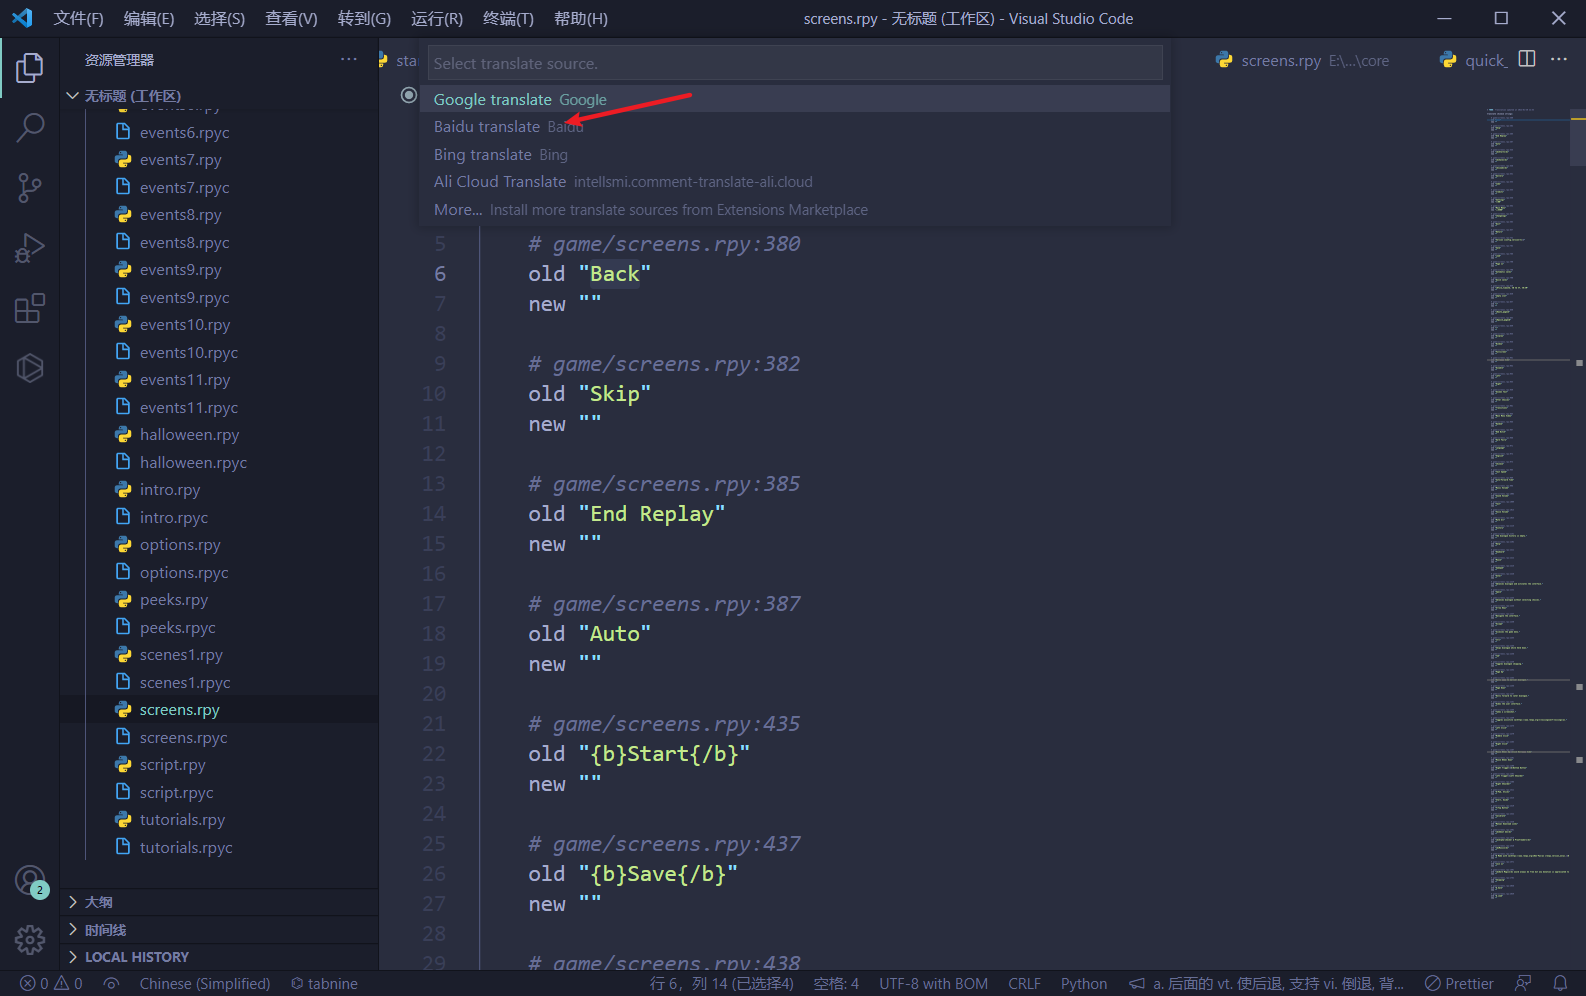 文件(F) 编辑(E) 选择(S) 查看(V) 转到(G) 运行(R) 终端(T) 帮助(H) screens.rpy - 无标题 (工作区) - Visual Studio Code
资源管理器
无标题 (工作区)
events6.rpyc
events7.rpy
events7.rpyc
events8.rpy
events8.rpyc
events9.rpy
events9.rpyc
events10.rpy
events10.rpyc
events11.rpy
events11.rpyc
halloween.rpy
halloween.rpyc
intro.rpy
intro.rpyc
options.rpy
options.rpyc
peeks.rpy
peeks.rpyc
scenes1.rpy
scenes1.rpyc
screens.rpy
screens.rpyc
script.rpy
script.rpyc
tutorials.rpy
tutorials.rpyc
大纲
时间线
LOCAL HISTORY
2
screens.rpy E:\...\core quick_
Select translate source.
Google translate Google
Baidu translate Baidu
Bing translate Bing
Ali Cloud Translate intellsmi.comment-translate-ali.cloud
More... Install more translate sources from Extensions Marketplace
5 # game/screens.rpy:380
6 old "Back"
7 new ""
8
9 # game/screens.rpy:382
10 old "Skip"
11 new ""
12
13 # game/screens.rpy:385
14 old "End Replay"
15 new ""
16
17 # game/screens.rpy:387
18 old "Auto"
19 new ""
20
21 # game/screens.rpy:435
22 old "{b}Start{/b}"
23 new ""
24
25 # game/screens.rpy:437
26 old "{b}Save{/b}"
27 new ""
28
29 # game/screens.rpy:438
0 0 Chinese (Simplified) tabnine 行 6, 列 14 (已选择4) 空格: 4 UTF-8 with BOM CRLF Python a. 后面的 vt. 使后退, 支持 vi. 倒退, 背... Prettier